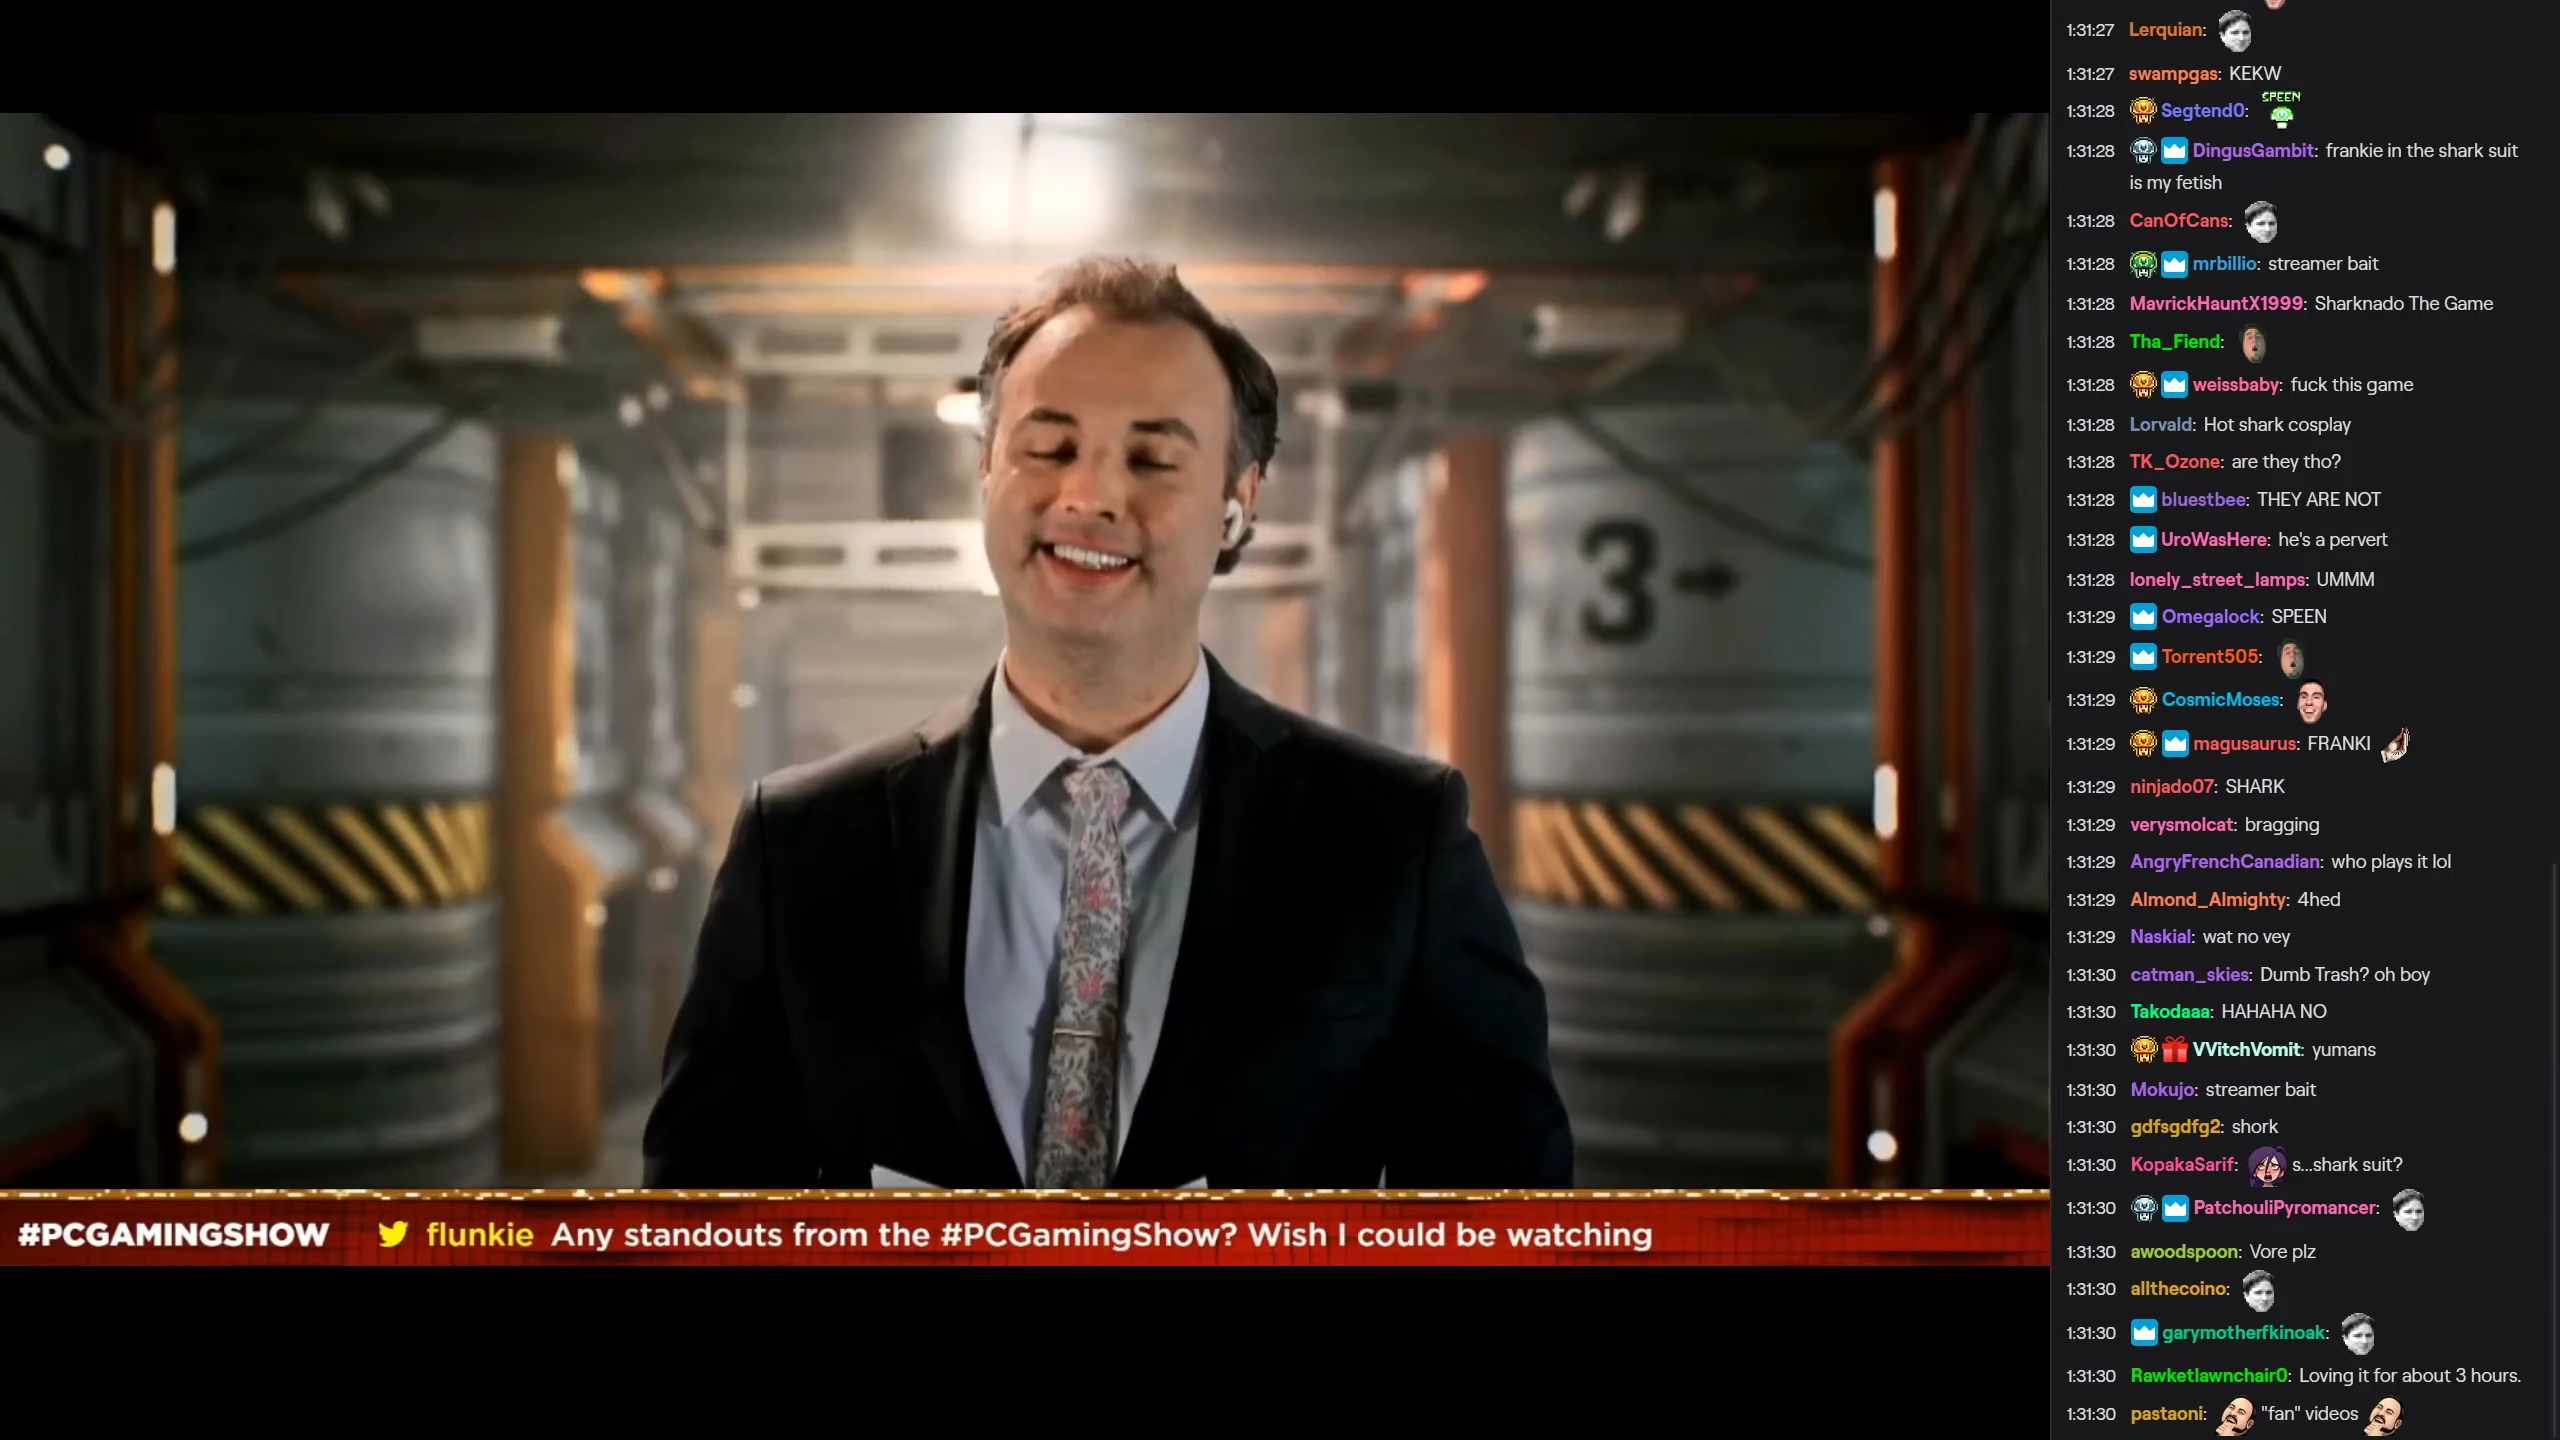 3
#PCGAMINGSHOW flunkie Any standouts from the #PCGamingShow? Wish I could be watching
1:31:27 Lerquian:
1:31:27 swampgas: KEKW
1:31:28 Segtend0: SPEEN
1:31:28 DingusGambit: frankie in the shark suit
is my fetish
1:31:28 CanOfCans:
1:31:28 mrbillio: streamer bait
1:31:28 MavrickHauntX1999: Sharknado The Game
1:31:28 Tha_Fiend:
1:31:28 weissbaby: fuck this game
1:31:28 Lorvald: Hot shark cosplay
1:31:28 TK_Ozone: are they tho?
1:31:28 bluestbee: THEY ARE NOT
1:31:28 UroWasHere: he's a pervert
1:31:28 lonely_street_lamps: UMMM
1:31:29 Omegalock: SPEEN
1:31:29 Torrent505:
1:31:29 CosmicMoses:
1:31:29 magusaurus: FRANKI
1:31:29 ninjado07: SHARK
1:31:29 verysmolcat: bragging
1:31:29 AngryFrenchCanadian: who plays it lol
1:31:29 Almond_Almighty: 4hed
1:31:29 Naskial: wat no vey
1:31:30 catman_skies: Dumb Trash? oh boy
1:31:30 Takodaaa: HAHAHA NO
1:31:30 VVitchVomit: yumans
1:31:30 Mokujo: streamer bait
1:31:30 gdfsgdfg2: shork
1:31:30 KopakaSarif: s...shark suit?
1:31:30 PatchouliPyromancer:
1:31:30 awoodspoon: Vore plz
1:31:30 allthecoino:
1:31:30 garymotherfkinoak:
1:31:30 Rawketlawnchair0: Loving it for about 3 hours.
1:31:30 pastaoni: "fan" videos